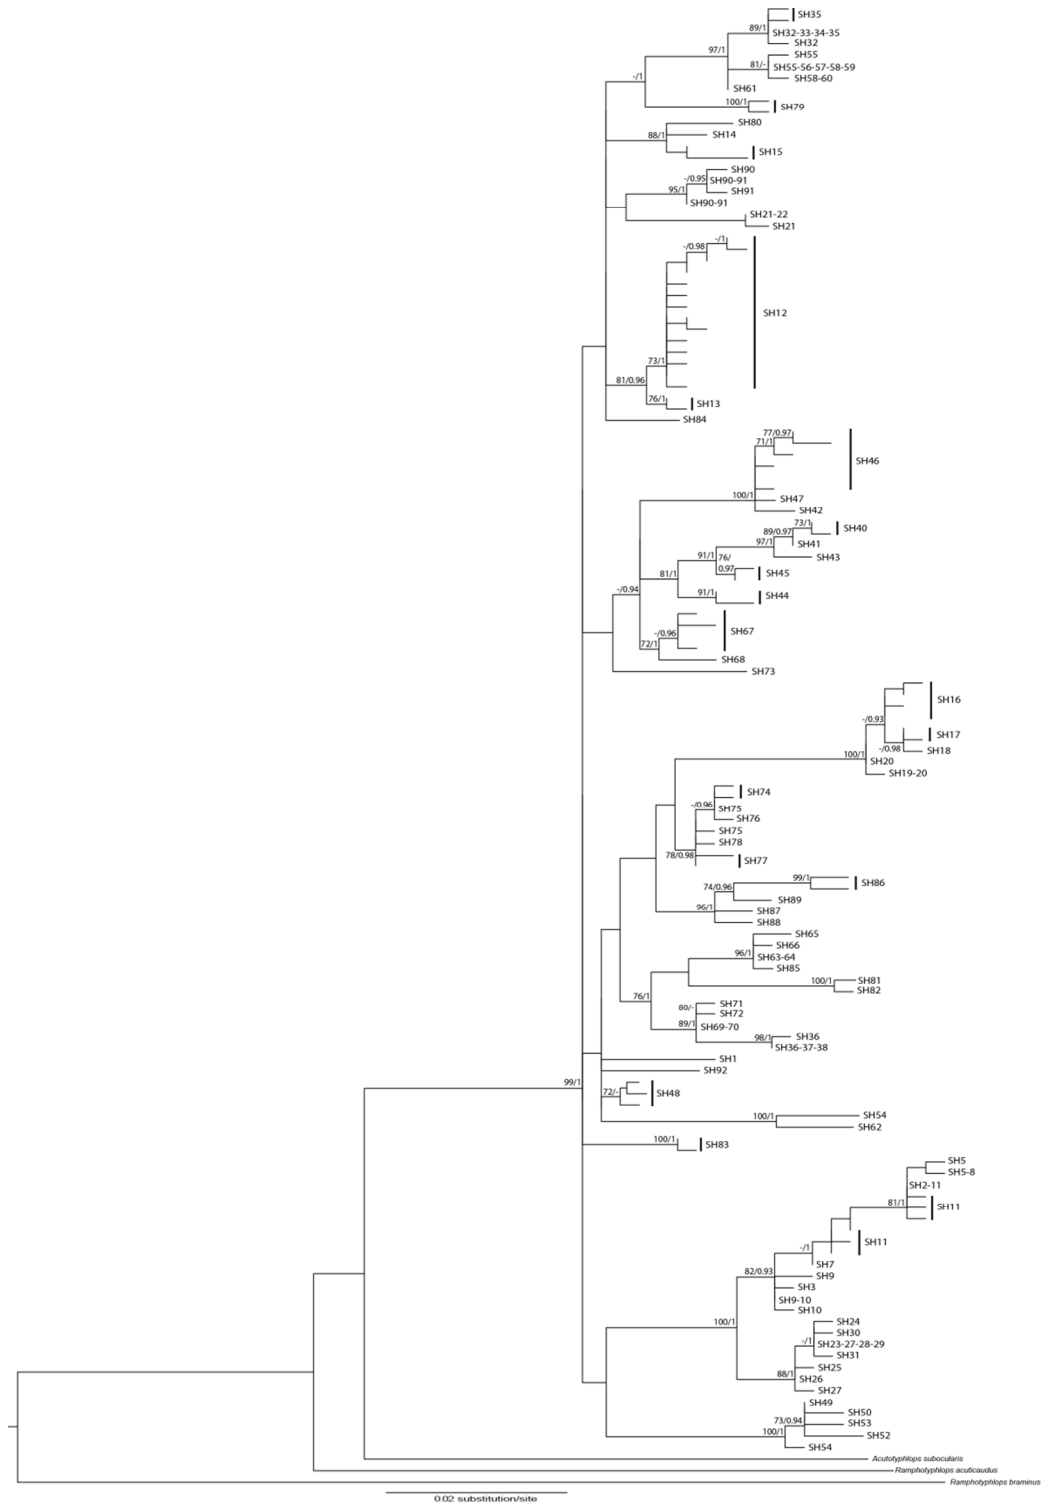 SH35
89/1
SH32-33-34-35
SH32
97/1
SH55
81/-
SH55-56-57-58-59
-/1
SH58-60
SH61
100/1
SH79
SH80
88/1
SH14
SH15
SH90
-/0.95
SH90-91
95/1
SH91
SH90-91
SH21-22
SH21
-/1
-/0.98
SH12
73/1
81/0.96
76/1
SH13
SH84
77/0.97
71/1
SH46
100/1
SH47
SH42
73/1
SH40
89/0.97
97/1
SH41
91/1
76/
0.97
SH43
81/1
SH45
-/0.94
91/1
SH44
-/0.96
SH67
72/1
SH68
SH73
SH16
-/0.93
SH17
-/0.98
SH18
100/1
SH20
SH19-20
SH74
-/0.96
SH75
SH76
SH75
SH78
78/0.98
SH77
99/1
SH86
74/0.96
SH89
96/1
SH87
SH88
SH65
SH66
96/1
SH63-64
SH85
100/1
SH81
SH82
76/1
80/-
SH71
SH72
89/1
SH69-70
98/1
SH36
SH36-37-38
SH1
SH92
99/1
72/-
SH48
100/1
SH54
SH62
100/1
SH83
SH5
SH5-8
SH2-11
81/1
SH11
SH11
-/1
SH7
82/0.93
SH9
SH3
SH9-10
SH10
100/1
SH24
SH30
-/1
SH23-27-28-29
SH31
88/1
SH25
SH26
SH27
SH49
SH50
73/0.94
SH53
100/1
SH52
SH54
Acutotyphlops subocularis
Ramphotyphlops acuticaudus
Ramphotyphlops braminus
0.02 substitution/site